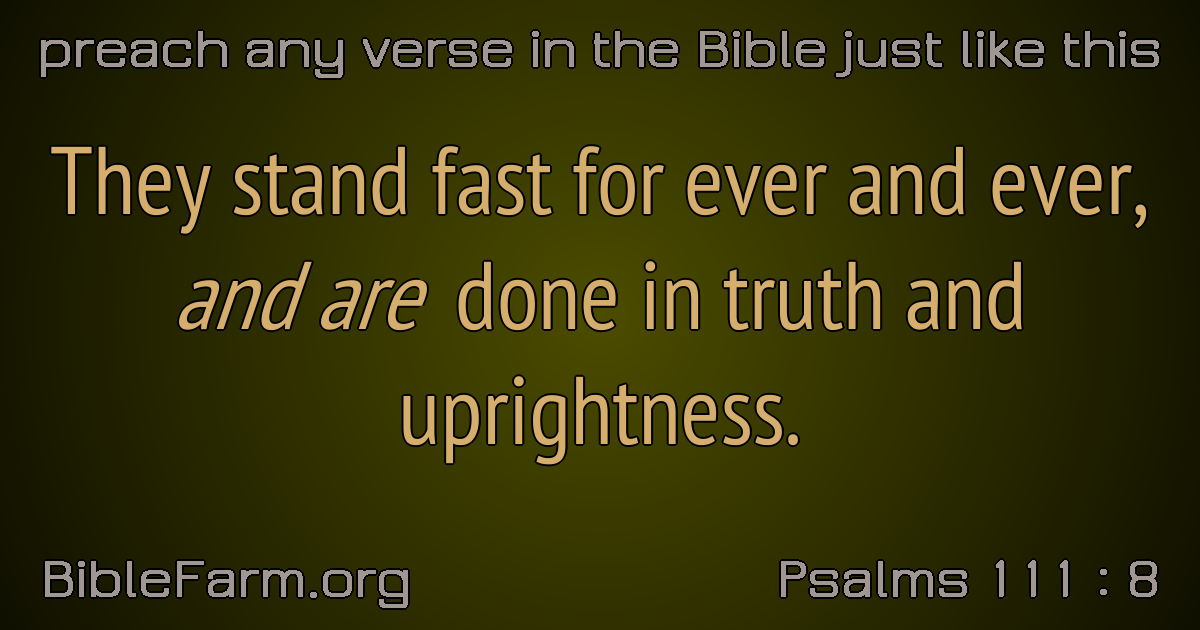 preach any verse in the Bible just like this
They stand fast for ever and ever,
and are done in truth and
uprightness.
BibleFarm.org
Psalms 111 : 8